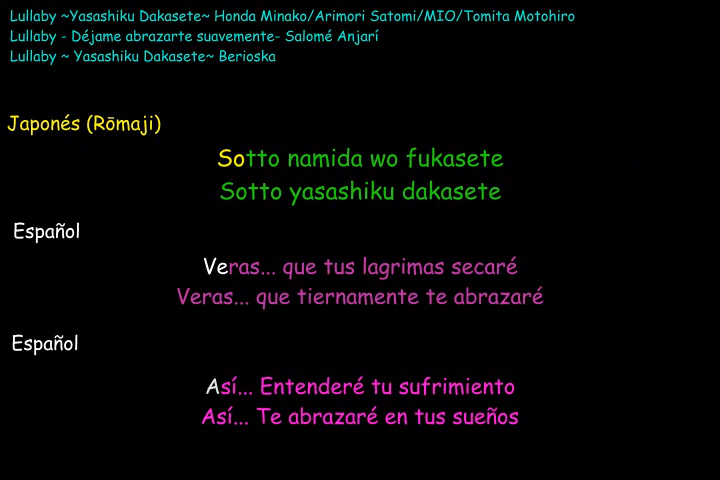 Lullaby ~Yasashiku Dakasete~ Honda Minako/Arimori Satomi/MIO/Tomita Motohiro
Lullaby - Déjame abrazarte suavemente- Salomé Anjarí
Lullaby ~ Yasashiku Dakasete~ Berioska
Japonés (Rōmaji)
Sotto namida wo fukasete
Sotto yasashiku dakasete
Español
Veras... que tus lagrimas secaré
Veras... que tiernamente te abrazaré
Español
Así... Entenderé tu sufrimiento
Así... Te abrazaré en tus sueños